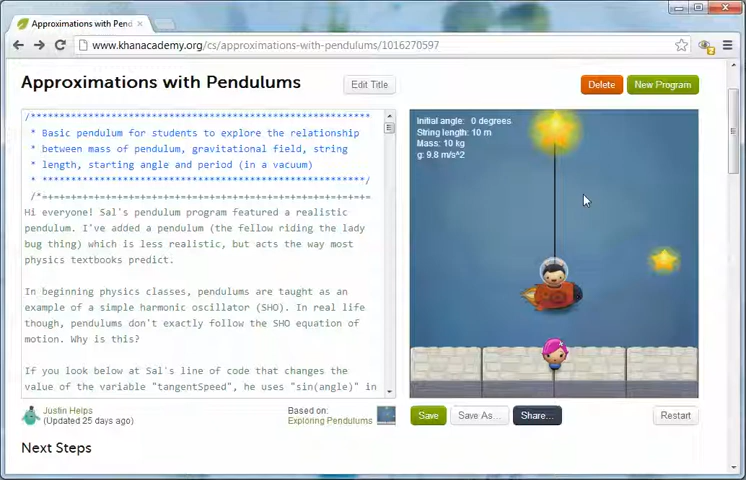 Approximations with Pend
www.khanacademy.org/cs/approximations-with-pendulums/1016270597
Approximations with Pendulums
Edit Title
Delete
New Program
/***************************************************
* Basic pendulum for students to explore the relationship
* between mass of pendulum, gravitational field, string
* length, starting angle and period (in a vacuum)
***************************************************/
/*=+=+=+=+=+=+=+=+=+=+=+=+=+=+=+=+=+=+=+=+=+=+=+=+=
Hi everyone! Sal's pendulum program featured a realistic
pendulum. I've added a pendulum (the fellow riding the lady
bug thing) which is less realistic, but acts the way most
physics textbooks predict.
In beginning physics classes, pendulums are taught as an
example of a simple harmonic oscillator (SHO). In real life
though, pendulums don't exactly follow the SHO equation of
motion. Why is this?
If you look below at Sal's line of code that changes the
value of the variable "tangentSpeed", he uses "sin(angle)" in
Initial angle: 0 degrees
String length: 10 m
Mass: 10 kg
g: 9.8 m/s^2
Justin Helps
(Updated 25 days ago)
Based on:
Exploring Pendulums
Save
Save As...
Share...
Restart
Next Steps